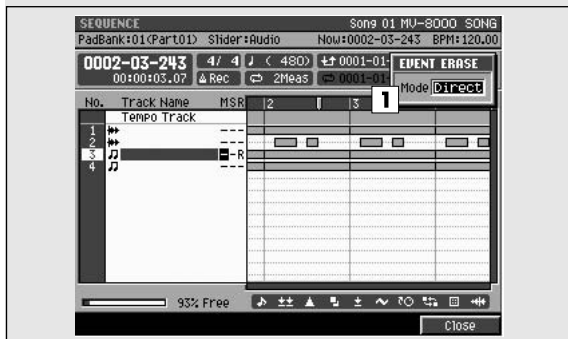 SEQUENCE Song 01 MV-8000 SONG
PadBank:01(Part01) Slider:Audio Now:0002-03-243 BPM:120.00
0002-03-243 4/ 4 ( 480) 0001-01- EVENT ERASE
00:00:03.07 Rec 2Meas 0001-01- Mode Direct
1
No. Track Name MSR 2 3
Tempo Track
1 ---
2 ---
3 --R
4 ---
93% Free
Close